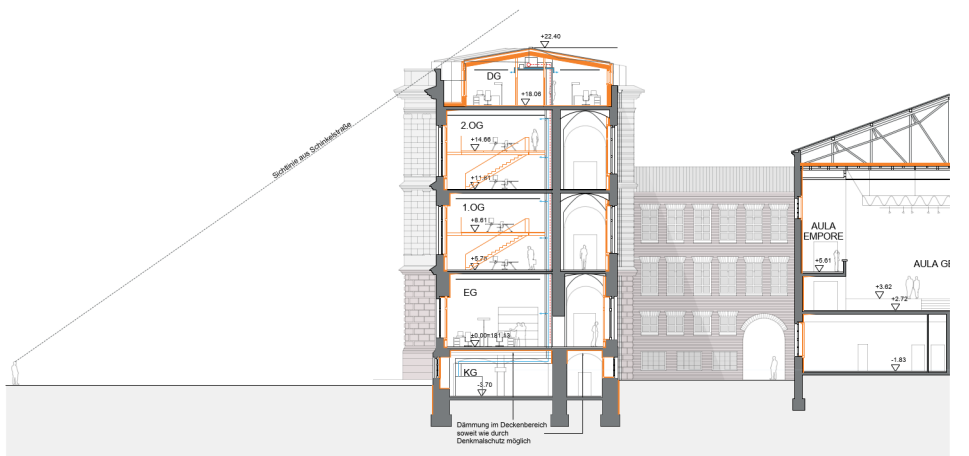 +22.40
DG
+18.06
Sichtlinie aus Schinkelstraße
2.OG
+14.66
+11.61
1.OG
+8.61
+5.76
AULA
EMPORE
+5.61
AULA GE
EG
+3.62
+2.72
±0.00=181.13
-1.83
KG
-3.70
Dämmung im Deckenbereich
soweit wie durch
Denkmalschutz möglich